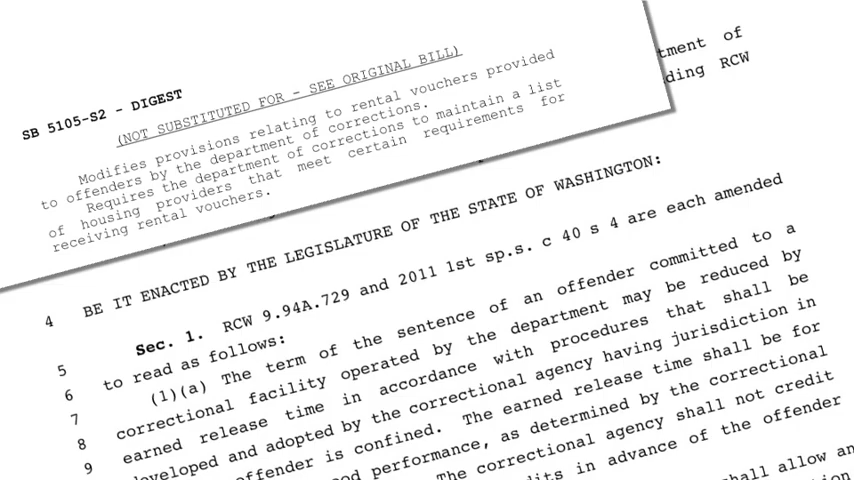 SB 5105-S2 - DIGEST
(NOT SUBSTITUTED FOR - SEE ORIGINAL BILL)
Modifies provisions relating to rental vouchers provided
to offenders by the department of corrections.
Requires the department of corrections to maintain a list
of housing providers that meet certain requirements for
receiving rental vouchers.
tment of
ding RCW
4 BE IT ENACTED BY THE LEGISLATURE OF THE STATE OF WASHINGTON:
5 Sec. 1. RCW 9.94A.729 and 2011 1st sp.s. c 40 s 4 are each amended
6 to read as follows:
7 (1)(a) The term of the sentence of an offender committed to a
8 correctional facility operated by the department may be reduced by
9 earned release time in accordance with procedures that shall be
developed and adopted by the correctional agency having jurisdiction in
offender is confined. The earned release time shall be for
od performance, as determined by the correctional
The correctional agency shall not credit
dits in advance of the offender
shall allow an